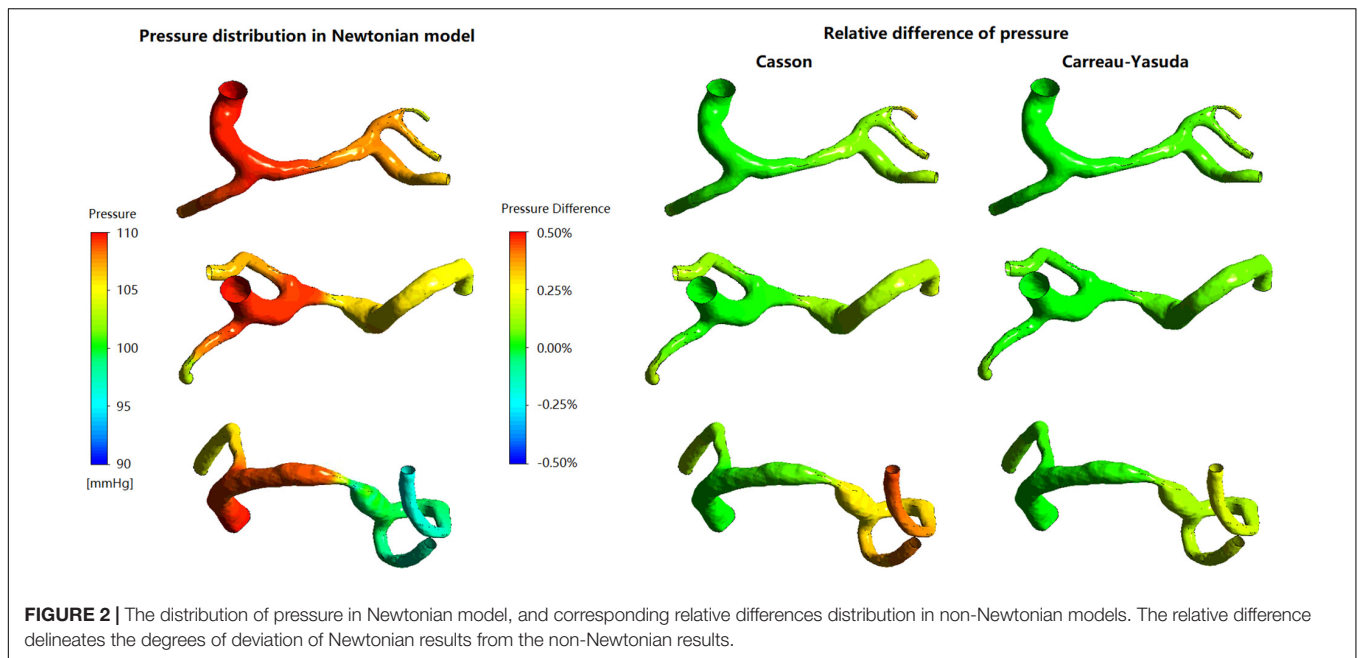 Pressure distribution in Newtonian model
Relative difference of pressure
Casson
Carreau-Yasuda
Pressure
110
105
100
95
90
[mmHg]
Pressure Difference
0.50%
0.25%
0.00%
-0.25%
-0.50%
FIGURE 2 | The distribution of pressure in Newtonian model, and corresponding relative differences distribution in non-Newtonian models. The relative difference
delineates the degrees of deviation of Newtonian results from the non-Newtonian results.